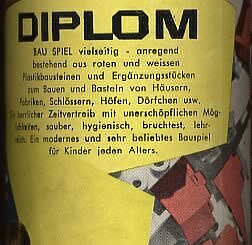 DIPLOM
BAU SPIEL vielseitig - anregend
bestehend aus roten und weissen
Plastikbausteinen und Ergänzungsstücken
zum Bauen und Basteln von Häusern,
Fabriken, Schlössern, Höfen, Dörfchen usw.
Ein herrlicher Zeitvertreib mit unerschöpflichen Mög-
lichkeiten, sauber, hygienisch, bruchtest, lehr-
reich. Ein modernes und sehr beliebtes Bauspiel
für Kinder jeden Alters.